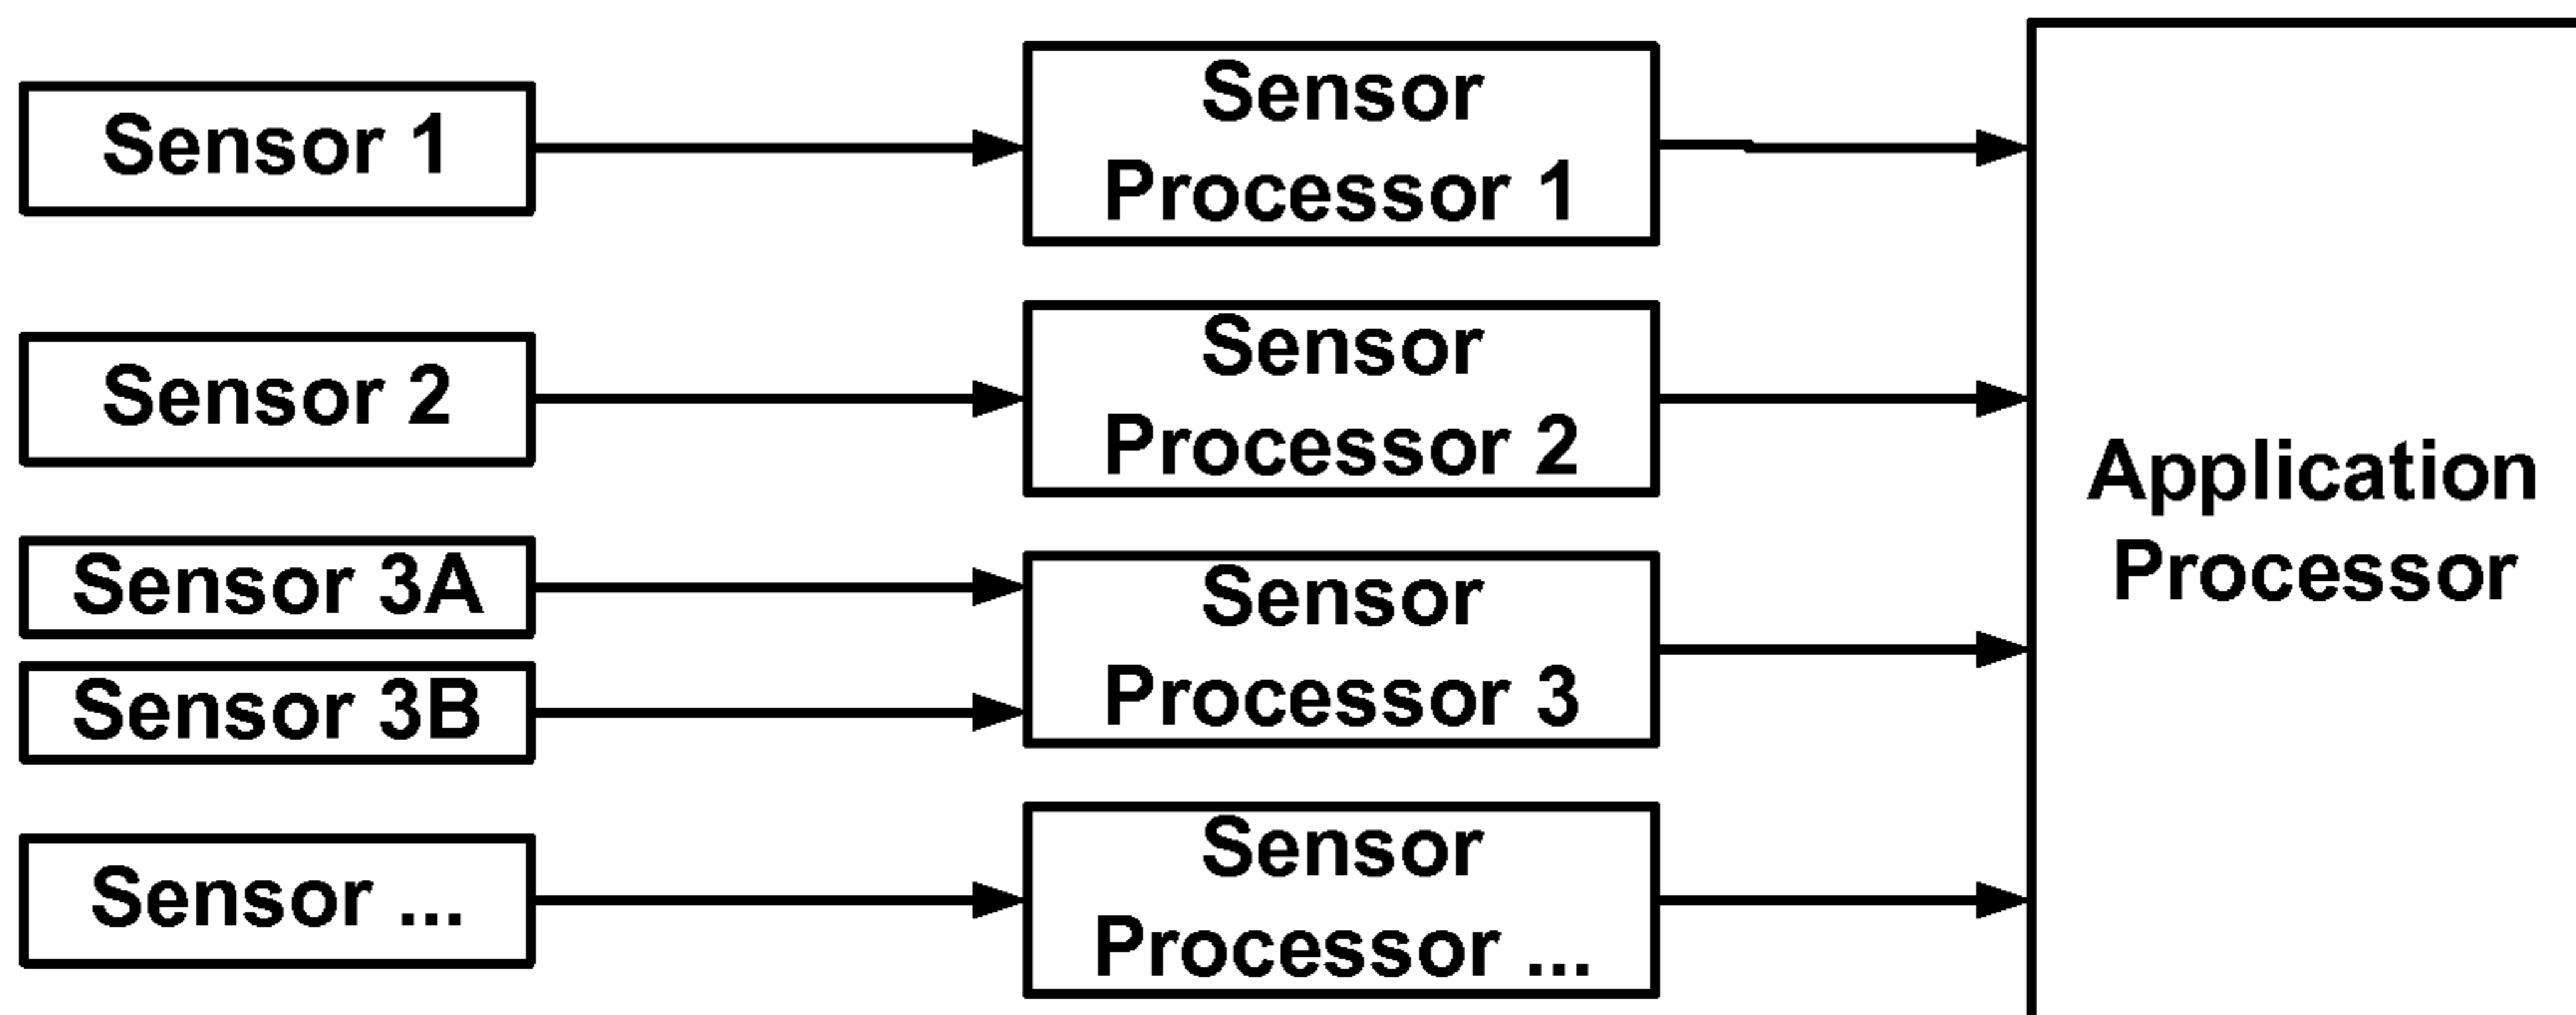 Sensor 1
Sensor
Processor 1
Sensor 2
Sensor
Processor 2
Sensor 3A
Sensor 3B
Sensor
Processor 3
Sensor ...
Sensor
Processor ...
Application
Processor